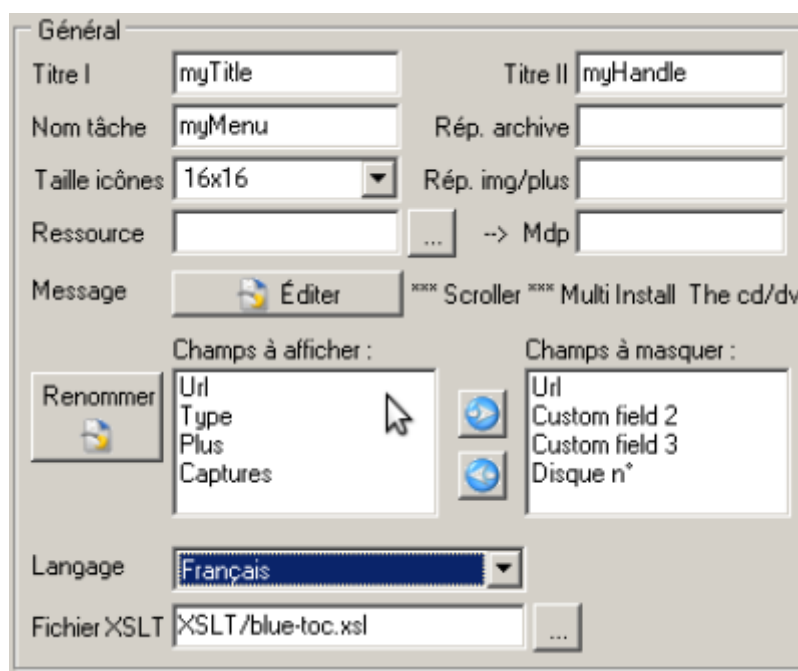 Général
Titre I myTitle Titre II myHandle
Nom tâche myMenu Rép. archive
Taille icônes 16x16 Rép. img/plus
Ressource ... --> Mdp
Message Éditer *** Scroller *** Multi Install The cd/dv
Champs à afficher : Champs à masquer :
Renommer
Url Url
Type Custom field 2
Plus Custom field 3
Captures Disque n°
Langage Français
Fichier XSLT XSLT/blue-toc.xsl ...